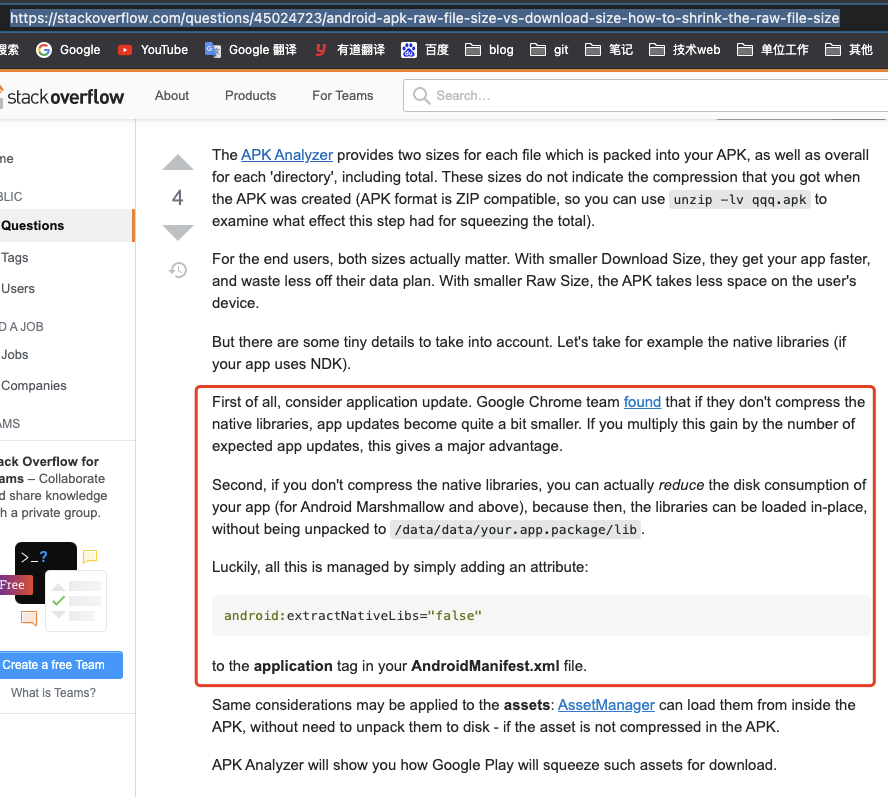 https://stackoverflow.com/questions/45024723/android-apk-raw-file-size-vs-download-size-how-to-shrink-the-raw-file-size
搜索 Google YouTube Google 翻译 有道翻译 百度 blog git 笔记 技术web 单位工作 其他
stackoverflow About Products For Teams Search...
me
BLIC
Questions
Tags
Users
D A JOB
Jobs
Companies
AMS
ack Overflow for
ams – Collaborate
d share knowledge
h a private group.
>_?
Free
Create a free Team
What is Teams?
4
The APK Analyzer provides two sizes for each file which is packed into your APK, as well as overall
for each 'directory', including total. These sizes do not indicate the compression that you got when
the APK was created (APK format is ZIP compatible, so you can use unzip -lv qqq.apk to
examine what effect this step had for squeezing the total).
For the end users, both sizes actually matter. With smaller Download Size, they get your app faster,
and waste less off their data plan. With smaller Raw Size, the APK takes less space on the user's
device.
But there are some tiny details to take into account. Let's take for example the native libraries (if
your app uses NDK).
First of all, consider application update. Google Chrome team found that if they don't compress the
native libraries, app updates become quite a bit smaller. If you multiply this gain by the number of
expected app updates, this gives a major advantage.
Second, if you don't compress the native libraries, you can actually reduce the disk consumption of
your app (for Android Marshmallow and above), because then, the libraries can be loaded in-place,
without being unpacked to /data/data/your.app.package/lib.
Luckily, all this is managed by simply adding an attribute:
android:extractNativeLibs="false"
to the application tag in your AndroidManifest.xml file.
Same considerations may be applied to the assets: AssetManager can load them from inside the
APK, without need to unpack them to disk - if the asset is not compressed in the APK.
APK Analyzer will show you how Google Play will squeeze such assets for download.